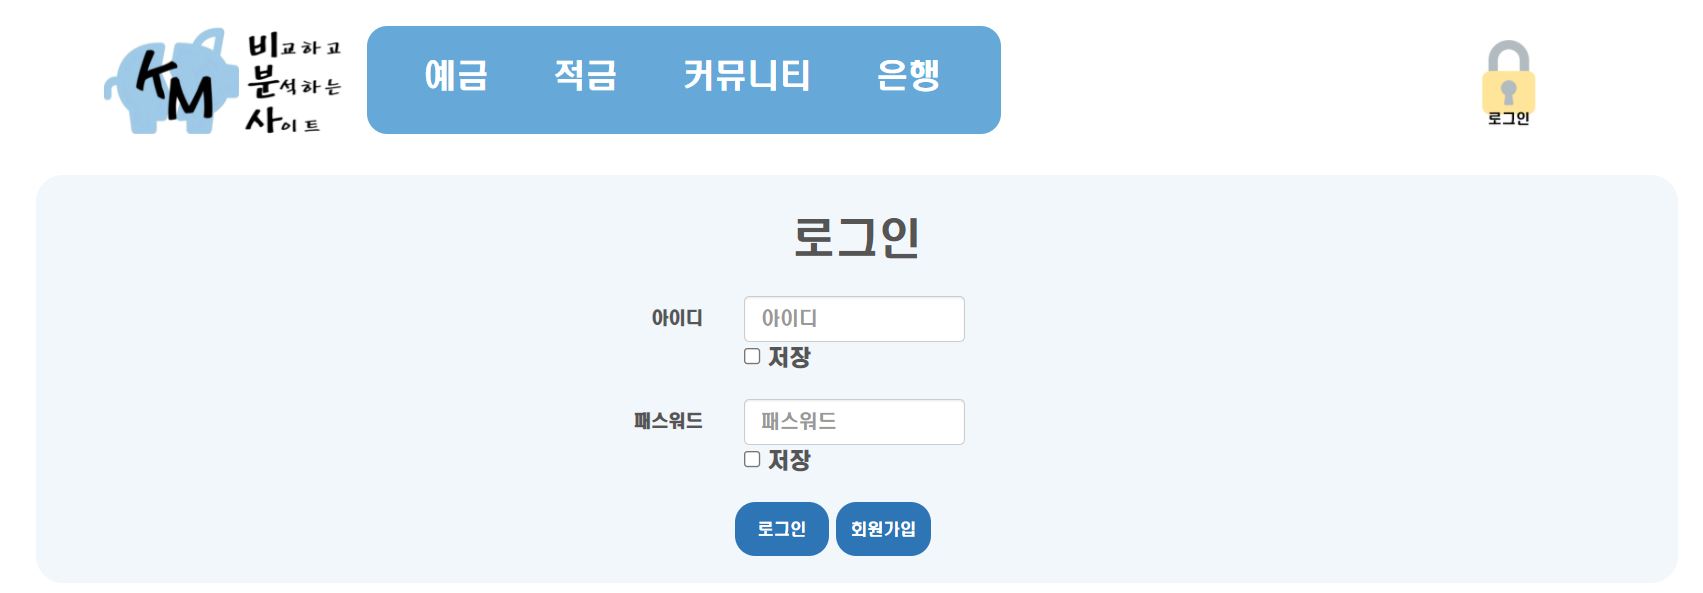 KM
비교하고
분석하는
사이트
예금 적금 커뮤니티 은행
로그인
로그인
아이디 아이디
저장
패스워드 패스워드
저장
로그인 회원가입